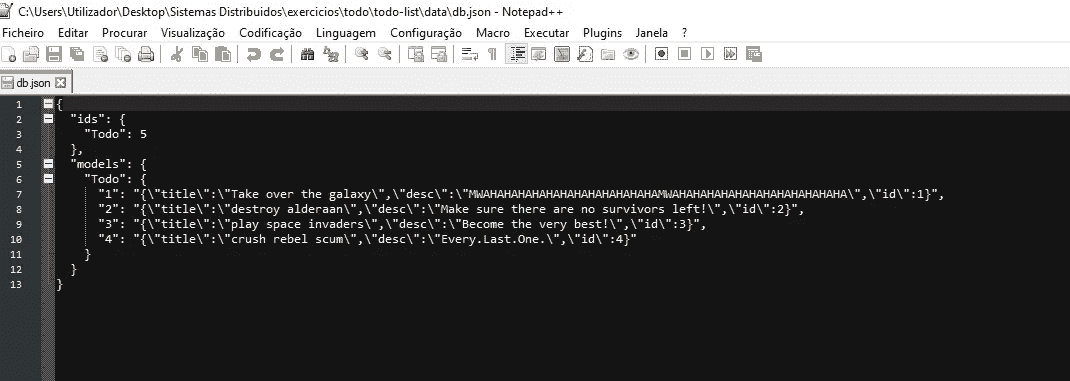 C:\Users\Utilizador\Desktop\Sistemas Distribuidos\exercicios\todo\todo-list\data\db.json - Notepad++
Ficheiro Editar Procurar Visualização Codificação Linguagem Configuração Macro Executar Plugins Janela ?
db.json
1 {
2 "ids": {
3 "Todo": 5
4 },
5 "models": {
6 "Todo": {
7 "1": "{\"title\":\"Take over the galaxy\",\"desc\":\"MWAHAHAHAHAHAHAHAHAHAHAHAHAMWAHAHAHAHAHAHAHAHAHAHAHAHA\",\"id\":1}",
8 "2": "{\"title\":\"destroy alderaan\",\"desc\":\"Make sure there are no survivors left!\",\"id\":2}",
9 "3": "{\"title\":\"play space invaders\",\"desc\":\"Become the very best!\",\"id\":3}",
10 "4": "{\"title\":\"crush rebel scum\",\"desc\":\"Every.Last.One.\",\"id\":4}"
11 }
12 }
13 }